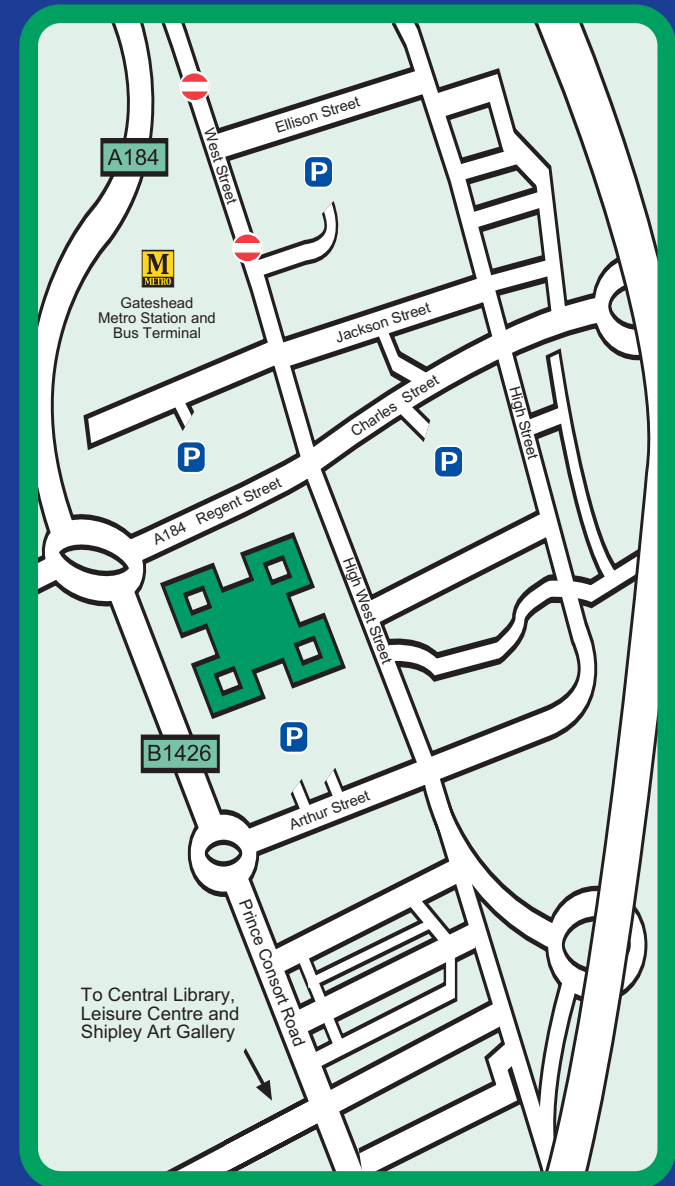 Ellison Street
A184
West Street
P
M
METRO
Gateshead
Metro Station and
Bus Terminal
Jackson Street
Charles Street
High Street
P
P
A184 Regent Street
High West Street
P
B1426
Arthur Street
Prince Consort Road
To Central Library,
Leisure Centre and
Shipley Art Gallery